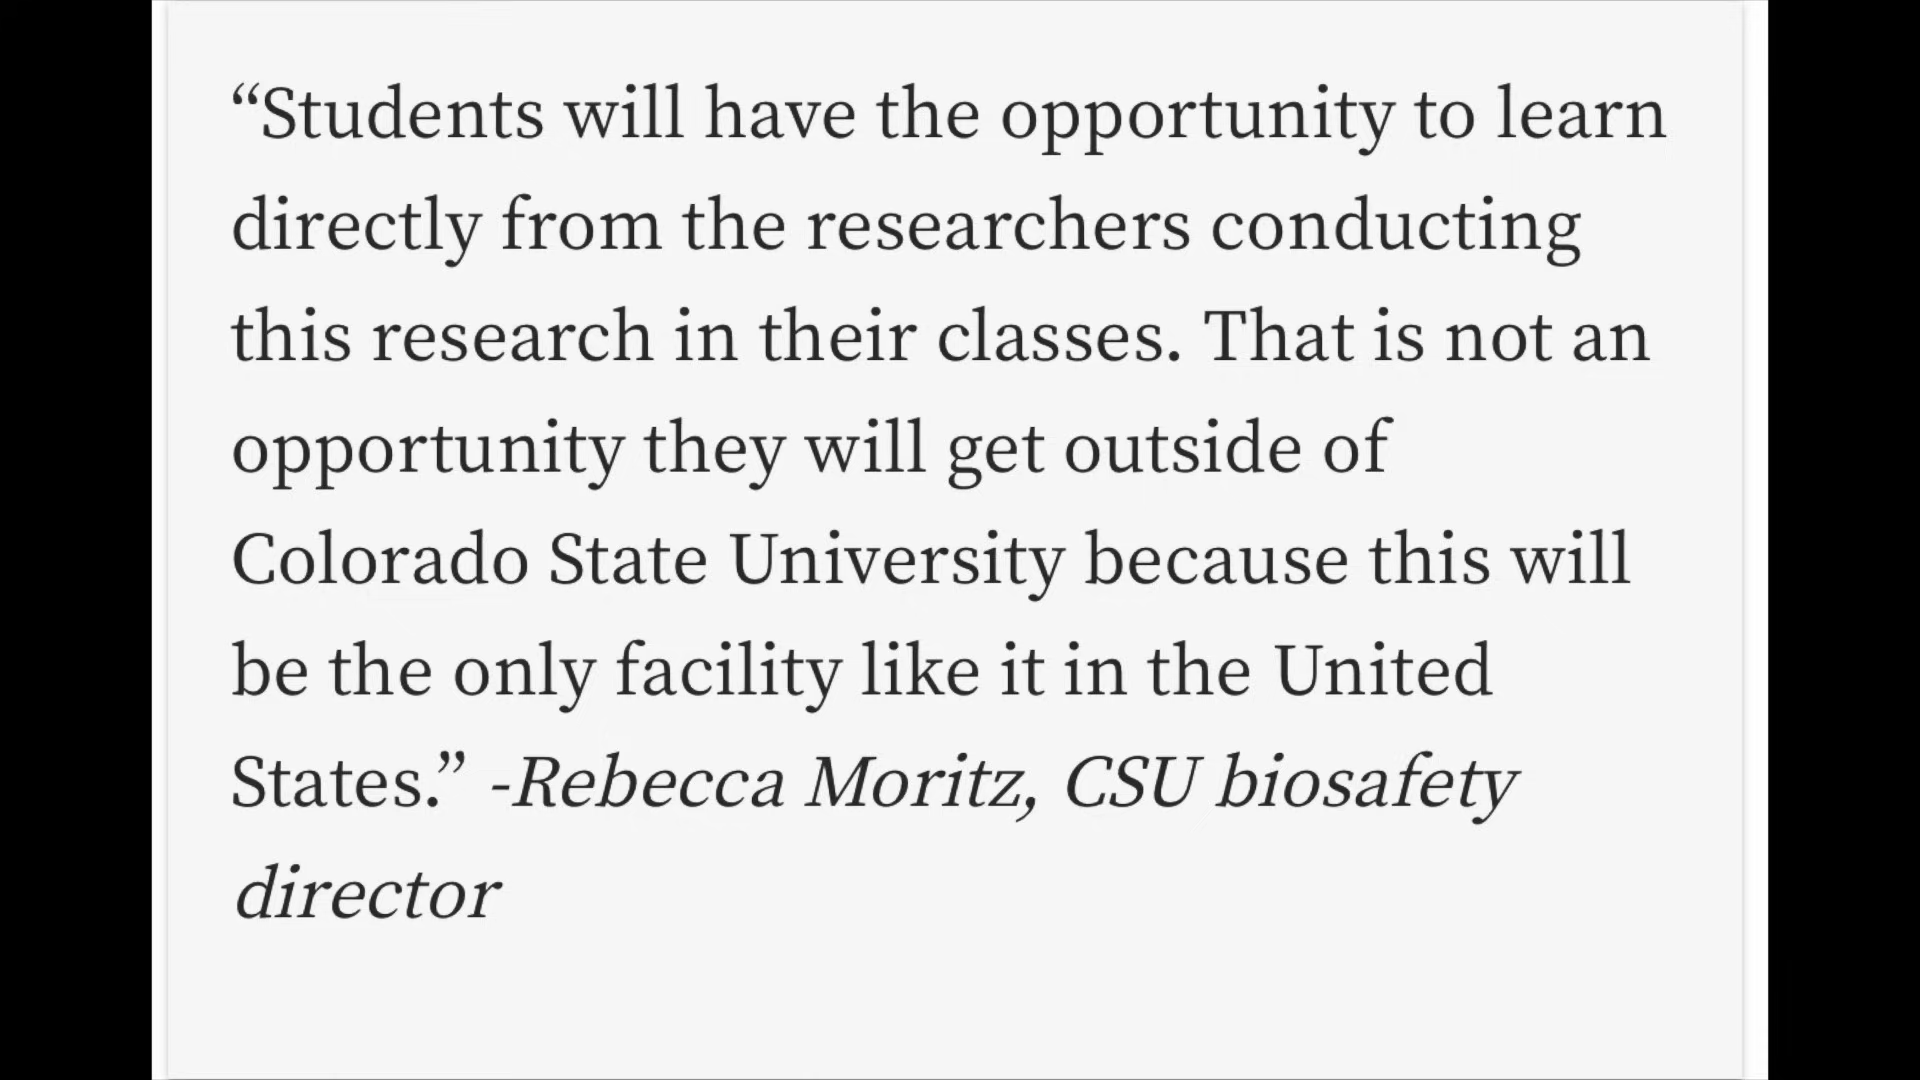 “Students will have the opportunity to learn
directly from the researchers conducting
this research in their classes. That is not an
opportunity they will get outside of
Colorado State University because this will
be the only facility like it in the United
States.” -Rebecca Moritz, CSU biosafety
director